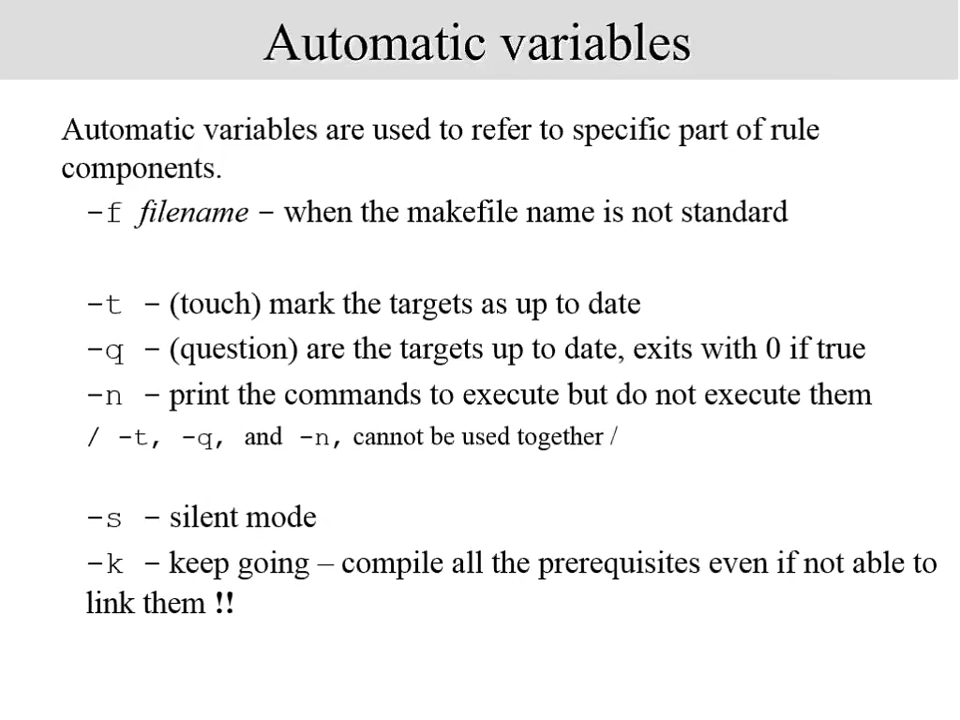 Automatic variables
Automatic variables are used to refer to specific part of rule
components.
-f filename – when the makefile name is not standard
-t – (touch) mark the targets as up to date
-q – (question) are the targets up to date, exits with 0 if true
-n – print the commands to execute but do not execute them
/ -t, -q, and -n, cannot be used together /
-s – silent mode
-k – keep going – compile all the prerequisites even if not able to
link them !!